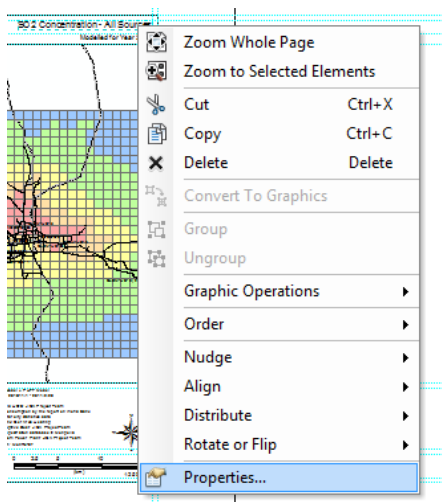 SO2 Concentration - All Sources
Modelled for Year
Zoom Whole Page
Zoom to Selected Elements
Cut Ctrl+X
Copy Ctrl+C
Delete Delete
Convert To Graphics
Group
Ungroup
Graphic Operations
Order
Nudge
Align
Distribute
Rotate or Flip
Properties...